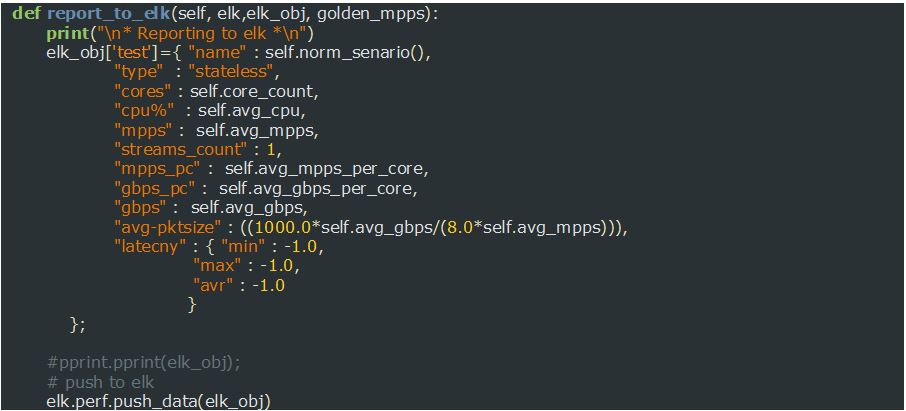 def report_to_elk(self, elk,elk_obj, golden_mpps):
print("\n* Reporting to elk *\n")
elk_obj['test']={ "name" : self.norm_senario(),
"type"  : "stateless",
"cores" : self.core_count,
"cpu%"  : self.avg_cpu,
"mpps" :  self.avg_mpps,
"streams_count" : 1,
"mpps_pc" :  self.avg_mpps_per_core,
"gbps_pc" :  self.avg_gbps_per_core,
"gbps" :  self.avg_gbps,
"avg-pktsize" : ((1000.0*self.avg_gbps/(8.0*self.avg_mpps))),
"latecny" : { "min" : -1.0,
"max" : -1.0,
"avr" : -1.0
}
};
#pprint.pprint(elk_obj);
# push to elk
elk.perf.push_data(elk_obj)